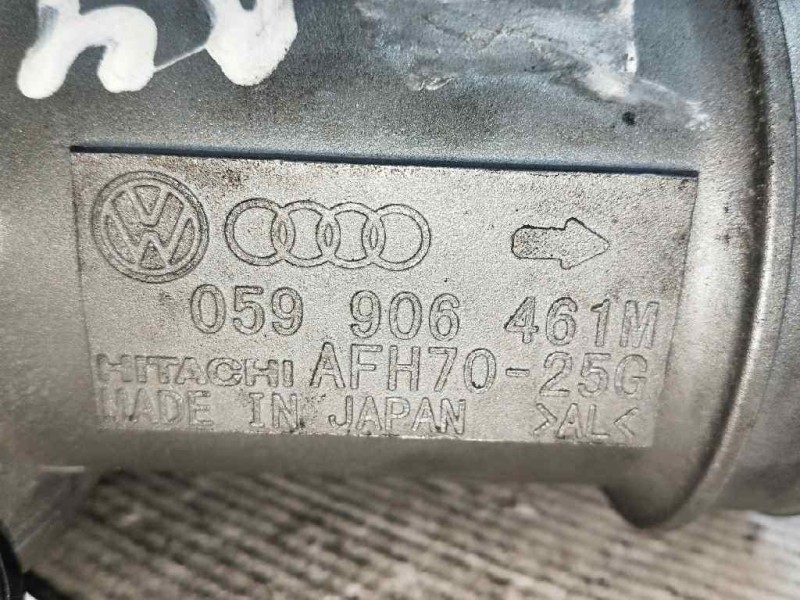 059 906 461M
HITACHI AFH70-25G
MADE IN JAPAN >AL<